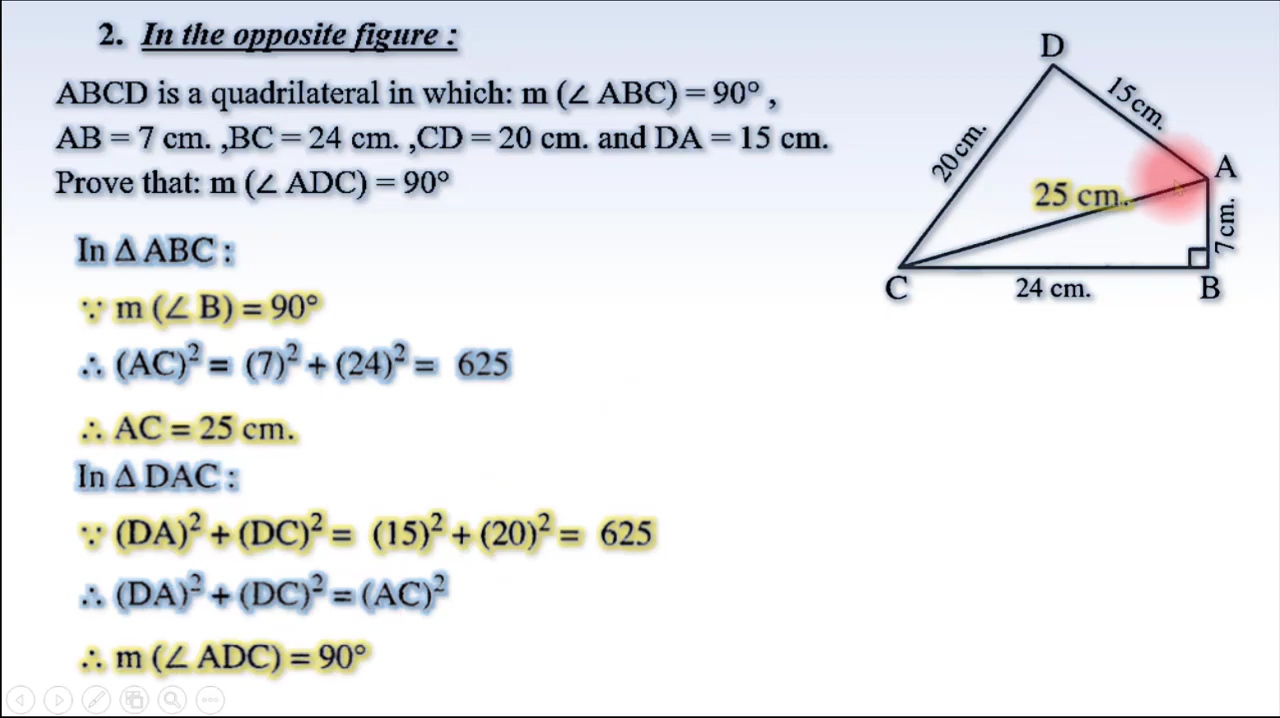 2. In the opposite figure :
ABCD is a quadrilateral in which: m (∠ ABC) = 90° ,
AB = 7 cm. ,BC = 24 cm. ,CD = 20 cm. and DA = 15 cm.
Prove that: m (∠ ADC) = 90°
In Δ ABC :
∵ m (∠ B) = 90°
∴ (AC)² = (7)² + (24)² = 625
∴ AC = 25 cm.
In Δ DAC :
∵ (DA)² + (DC)² = (15)² + (20)² = 625
∴ (DA)² + (DC)² = (AC)²
∴ m (∠ ADC) = 90°
D
15 cm.
20 cm.
A
25 cm.
7 cm.
C
24 cm.
B